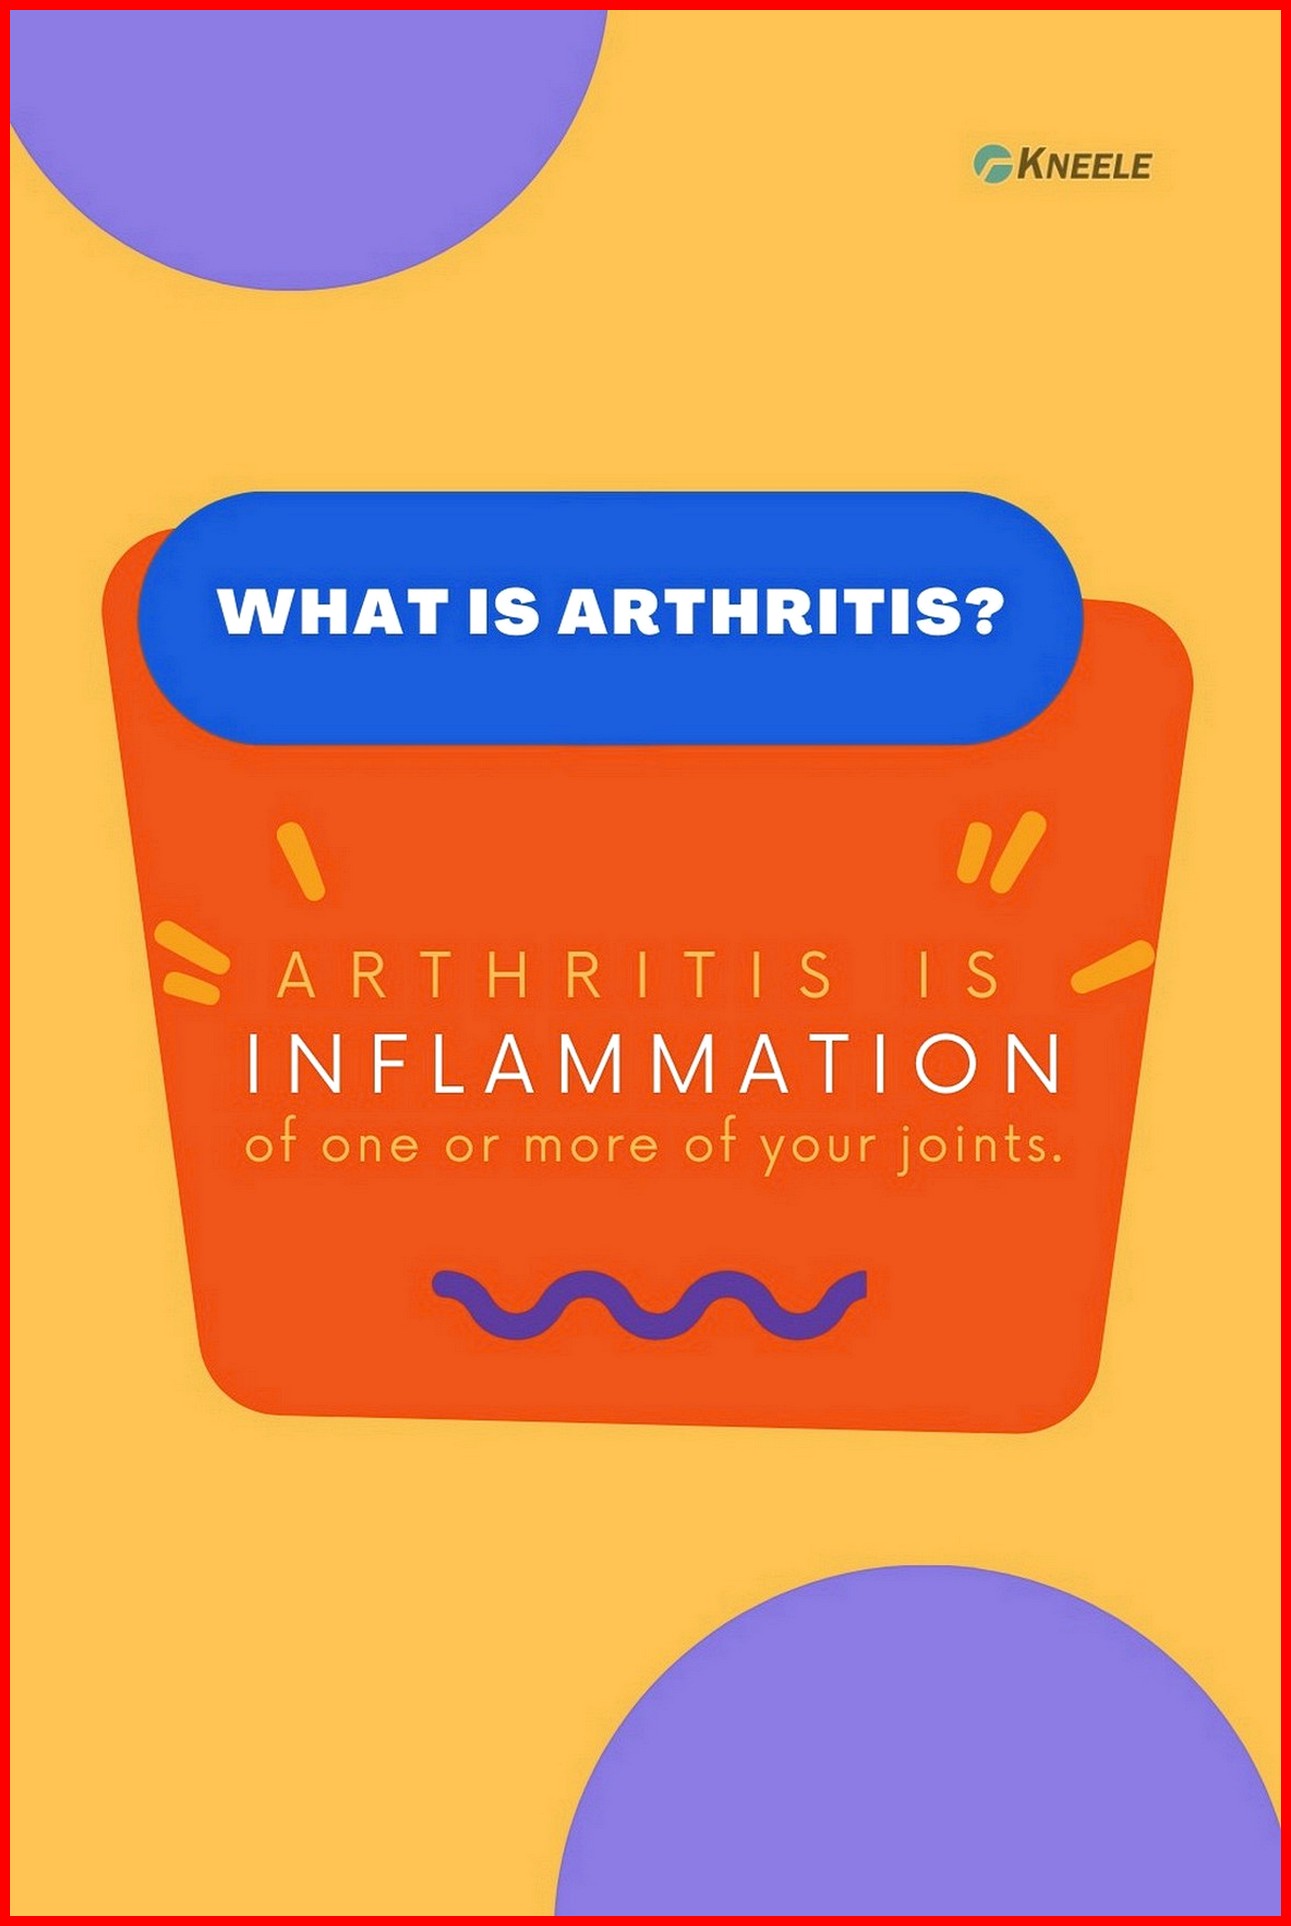 KNEELE
WHAT IS ARTHRITIS?
ARTHRITIS IS
INFLAMMATION
of one or more of your joints.